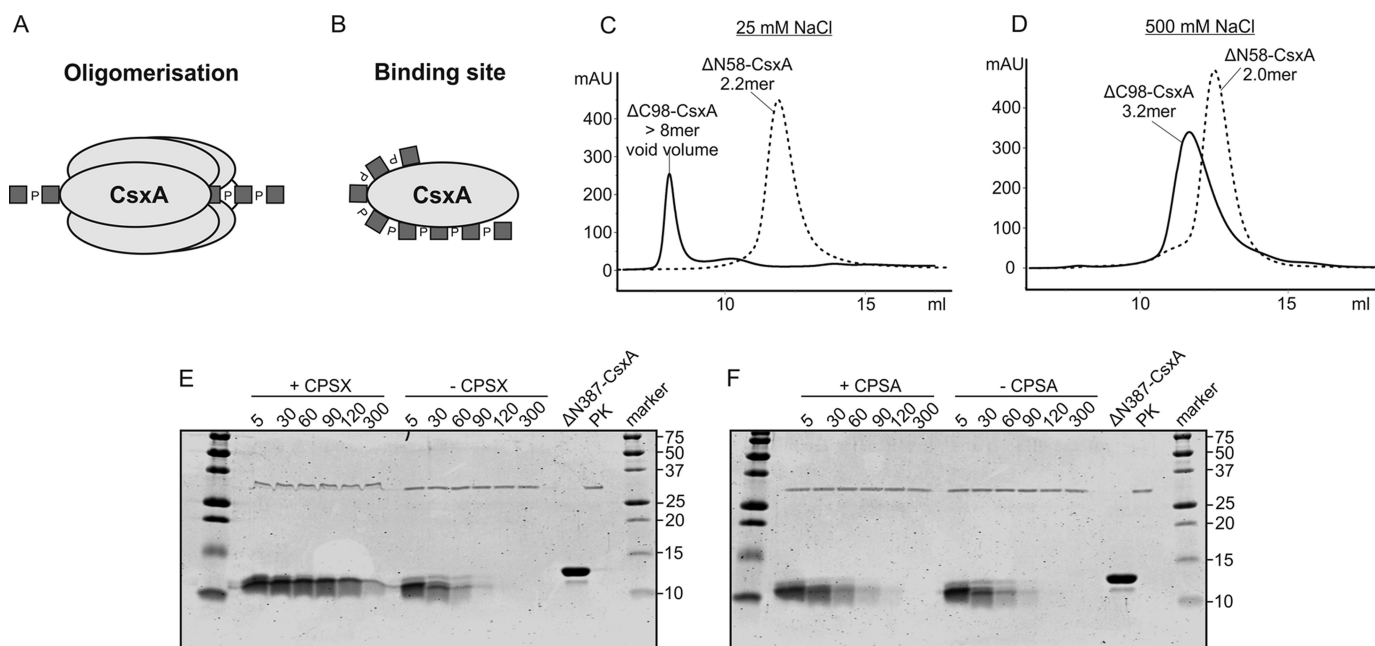 A
Oligomerisation
P
CsxA
P
P
B
Binding site
P
P
P
CsxA
P
P
P
P
C
25 mM NaCl
mAU
400
300
200
100
0
ΔC98-CsxA
> 8mer
void volume
ΔN58-CsxA
2.2mer
10
15
ml
D
500 mM NaCl
mAU
400
300
200
100
0
ΔC98-CsxA
3.2mer
ΔN58-CsxA
2.0mer
10
15
ml
E
+ CPSX
- CPSX
5
30
60
90
120
300
5
30
60
90
120
300
ΔN387-CsxA
PK
marker
75
50
37
25
20
15
10
F
+ CPSA
- CPSA
5
30
60
90
120
300
5
30
60
90
120
300
ΔN387-CsxA
PK
marker
75
50
37
25
20
15
10